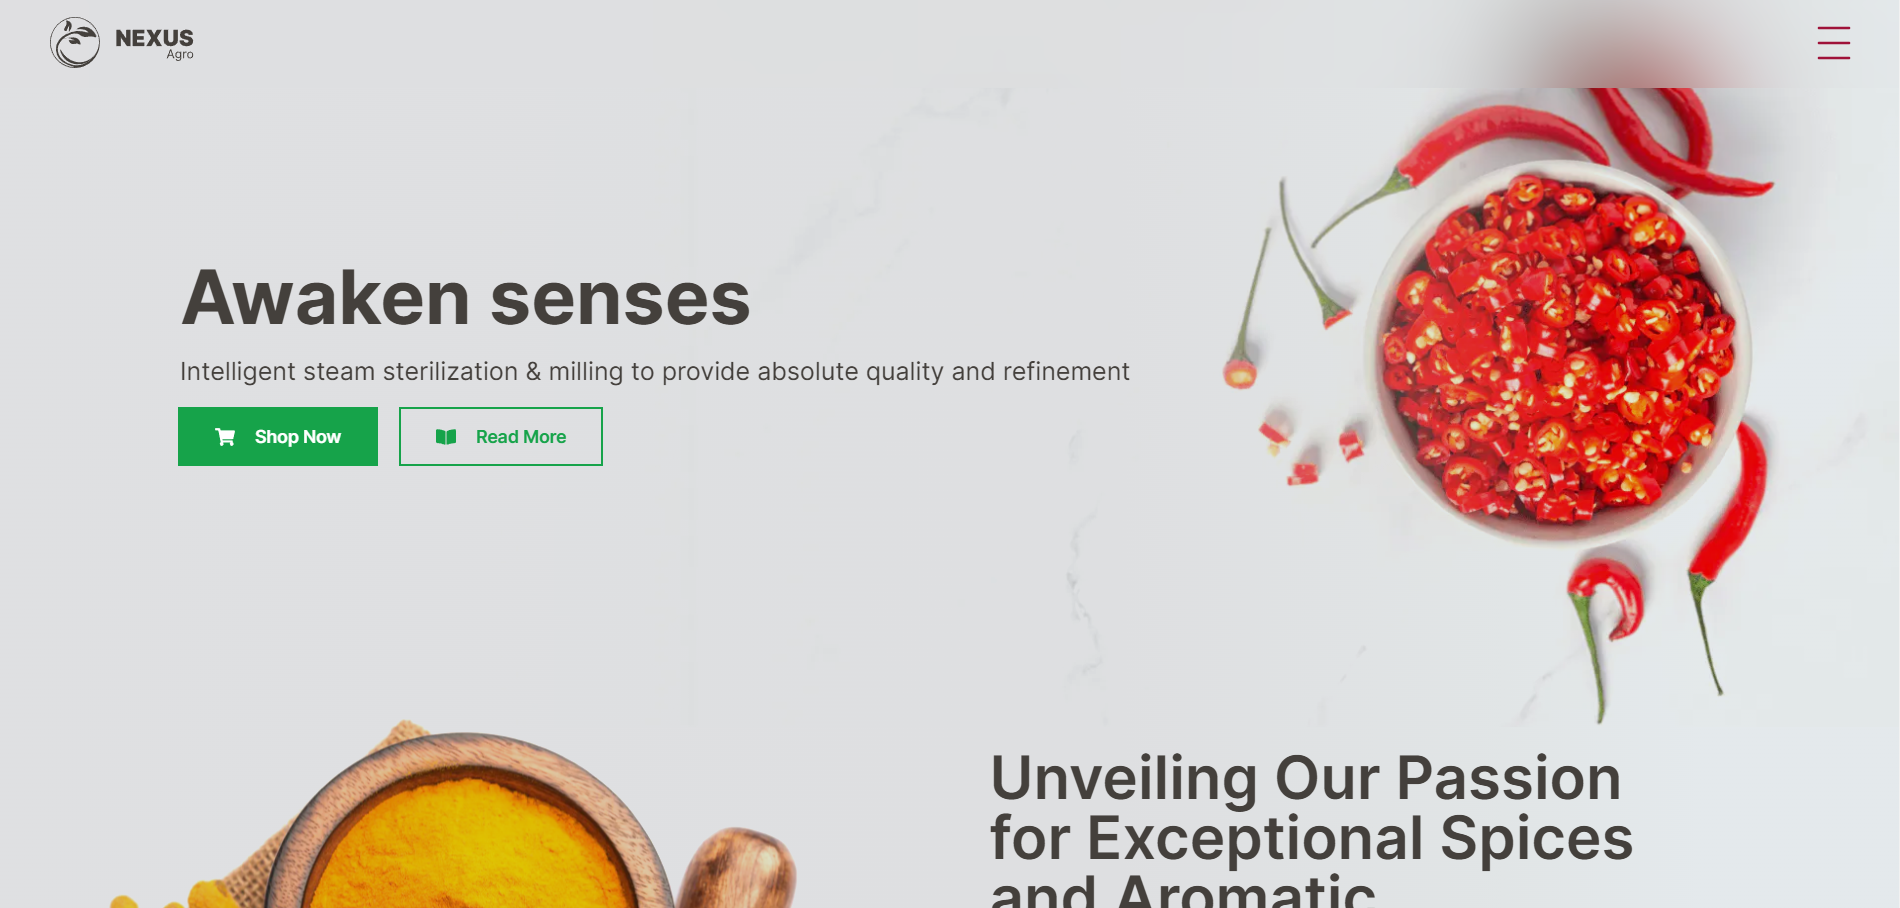 NEXUS
Agro
Awaken senses
Intelligent steam sterilization & milling to provide absolute quality and refinement
Shop Now
Read More
Unveiling Our Passion
for Exceptional Spices
and Aromatic